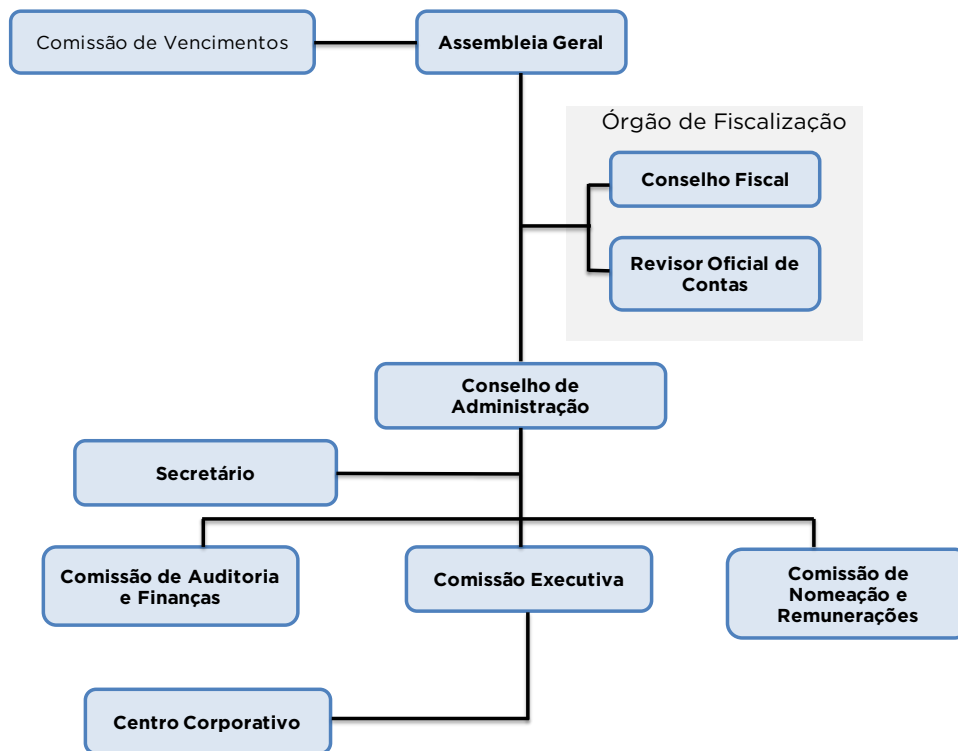 Comissão de Vencimentos
Assembleia Geral
Órgão de Fiscalização
Conselho Fiscal
Revisor Oficial de
Contas
Conselho de
Administração
Secretário
Comissão de Auditoria
e Finanças
Comissão Executiva
Comissão de
Nomeação e
Remunerações
Centro Corporativo